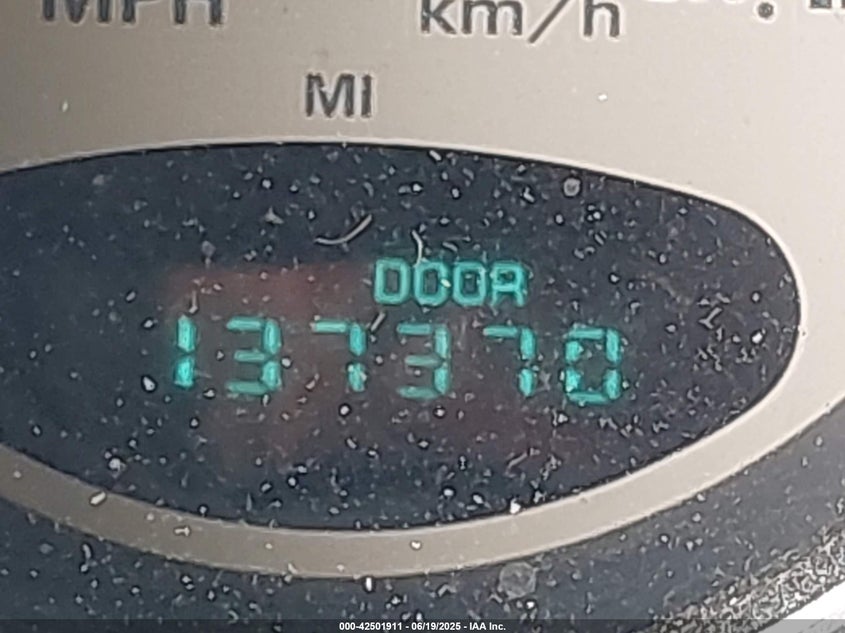 MPH km/h
MI
DOOR
137370
000-42501911 - 06/19/2025 - IAA Inc.